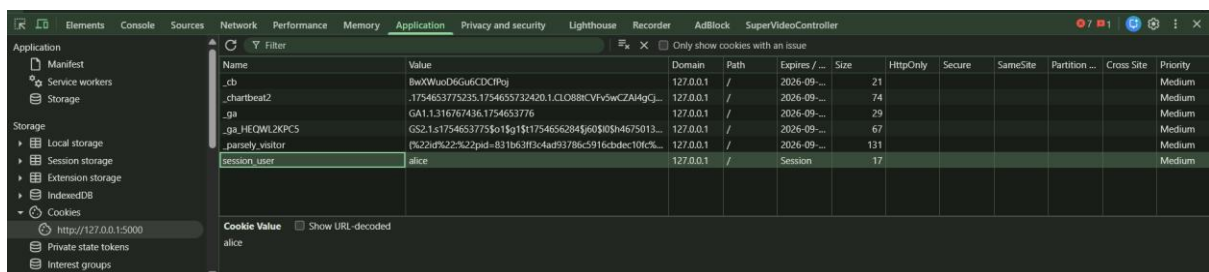 Elements Console Sources Network Performance Memory Application Privacy and security Lighthouse Recorder AdBlock SuperVideoController 7 1
Application
Manifest
Service workers
Storage
Storage
Local storage
Session storage
Extension storage
IndexedDB
Cookies
http://127.0.0.1:5000
Private state tokens
Interest groups
Filter Only show cookies with an issue
Name Value Domain Path Expires / ... Size HttpOnly Secure SameSite Partition ... Cross Site Priority
_cb BwXWuoD6Gu6CDCfPoj 127.0.0.1 / 2026-09-... 21 Medium
_chartbeat2 .1754653775235.1754655732420.1.CLO88tCVFv5wCZAl4gCj... 127.0.0.1 / 2026-09-... 74 Medium
_ga GA1.1.316767436.1754653776 127.0.0.1 / 2026-09-... 29 Medium
_ga_HEQWL2KPC5 GS2.1.s1754653775$o1$g1$t1754656284$j60$l0$h4675013... 127.0.0.1 / 2026-09-... 67 Medium
_parsely_visitor {%22id%22:%22pid=831b63ff3c4ad93786c5916cbdec10fc%... 127.0.0.1 / 2026-09-... 131 Medium
session_user alice 127.0.0.1 / Session 17 Medium
Cookie Value Show URL-decoded
alice